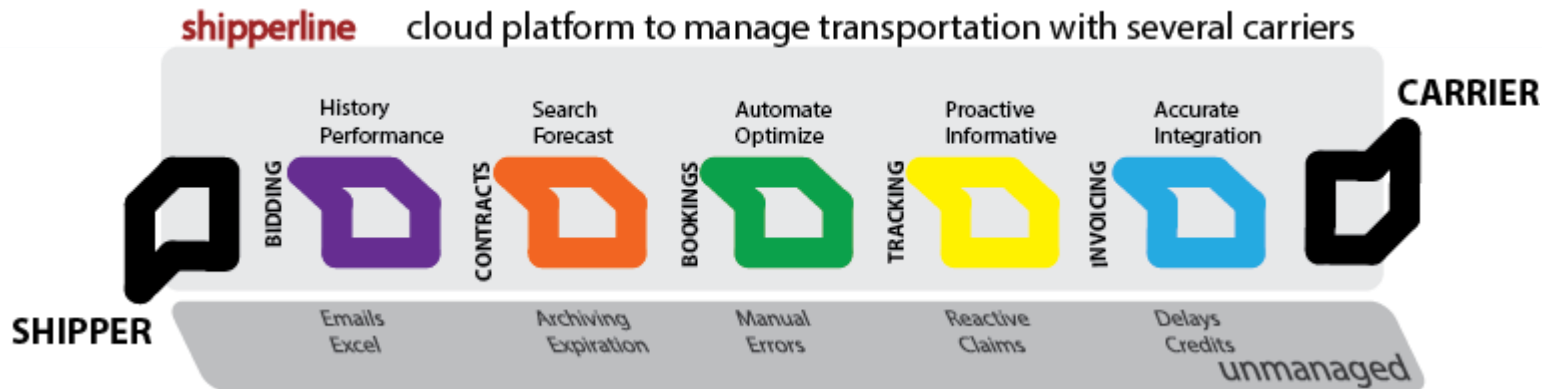 shipperline cloud platform to manage transportation with several carriers
CARRIER
History
Performance
Search
Forecast
Automate
Optimize
Proactive
Informative
Accurate
Integration
BIDDING
CONTRACTS
BOOKINGS
TRACKING
INVOICING
SHIPPER
Emails
Excel
Archiving
Expiration
Manual
Errors
Reactive
Claims
Delays
Credits
unmanaged